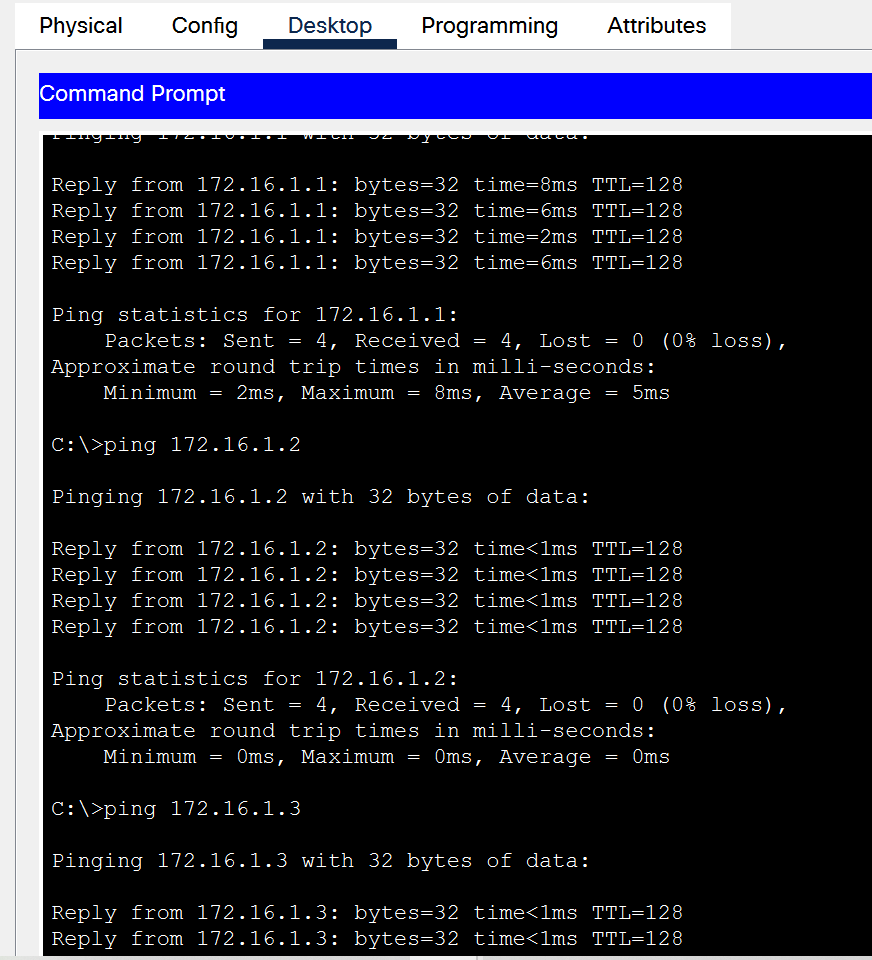 Physical Config Desktop Programming Attributes
Command Prompt
Pinging 172.16.1.1 with 32 bytes of data:
Reply from 172.16.1.1: bytes=32 time=8ms TTL=128
Reply from 172.16.1.1: bytes=32 time=6ms TTL=128
Reply from 172.16.1.1: bytes=32 time=2ms TTL=128
Reply from 172.16.1.1: bytes=32 time=6ms TTL=128
Ping statistics for 172.16.1.1:
Packets: Sent = 4, Received = 4, Lost = 0 (0% loss),
Approximate round trip times in milli-seconds:
Minimum = 2ms, Maximum = 8ms, Average = 5ms
C:\>ping 172.16.1.2
Pinging 172.16.1.2 with 32 bytes of data:
Reply from 172.16.1.2: bytes=32 time<1ms TTL=128
Reply from 172.16.1.2: bytes=32 time<1ms TTL=128
Reply from 172.16.1.2: bytes=32 time<1ms TTL=128
Reply from 172.16.1.2: bytes=32 time<1ms TTL=128
Ping statistics for 172.16.1.2:
Packets: Sent = 4, Received = 4, Lost = 0 (0% loss),
Approximate round trip times in milli-seconds:
Minimum = 0ms, Maximum = 0ms, Average = 0ms
C:\>ping 172.16.1.3
Pinging 172.16.1.3 with 32 bytes of data:
Reply from 172.16.1.3: bytes=32 time<1ms TTL=128
Reply from 172.16.1.3: bytes=32 time<1ms TTL=128